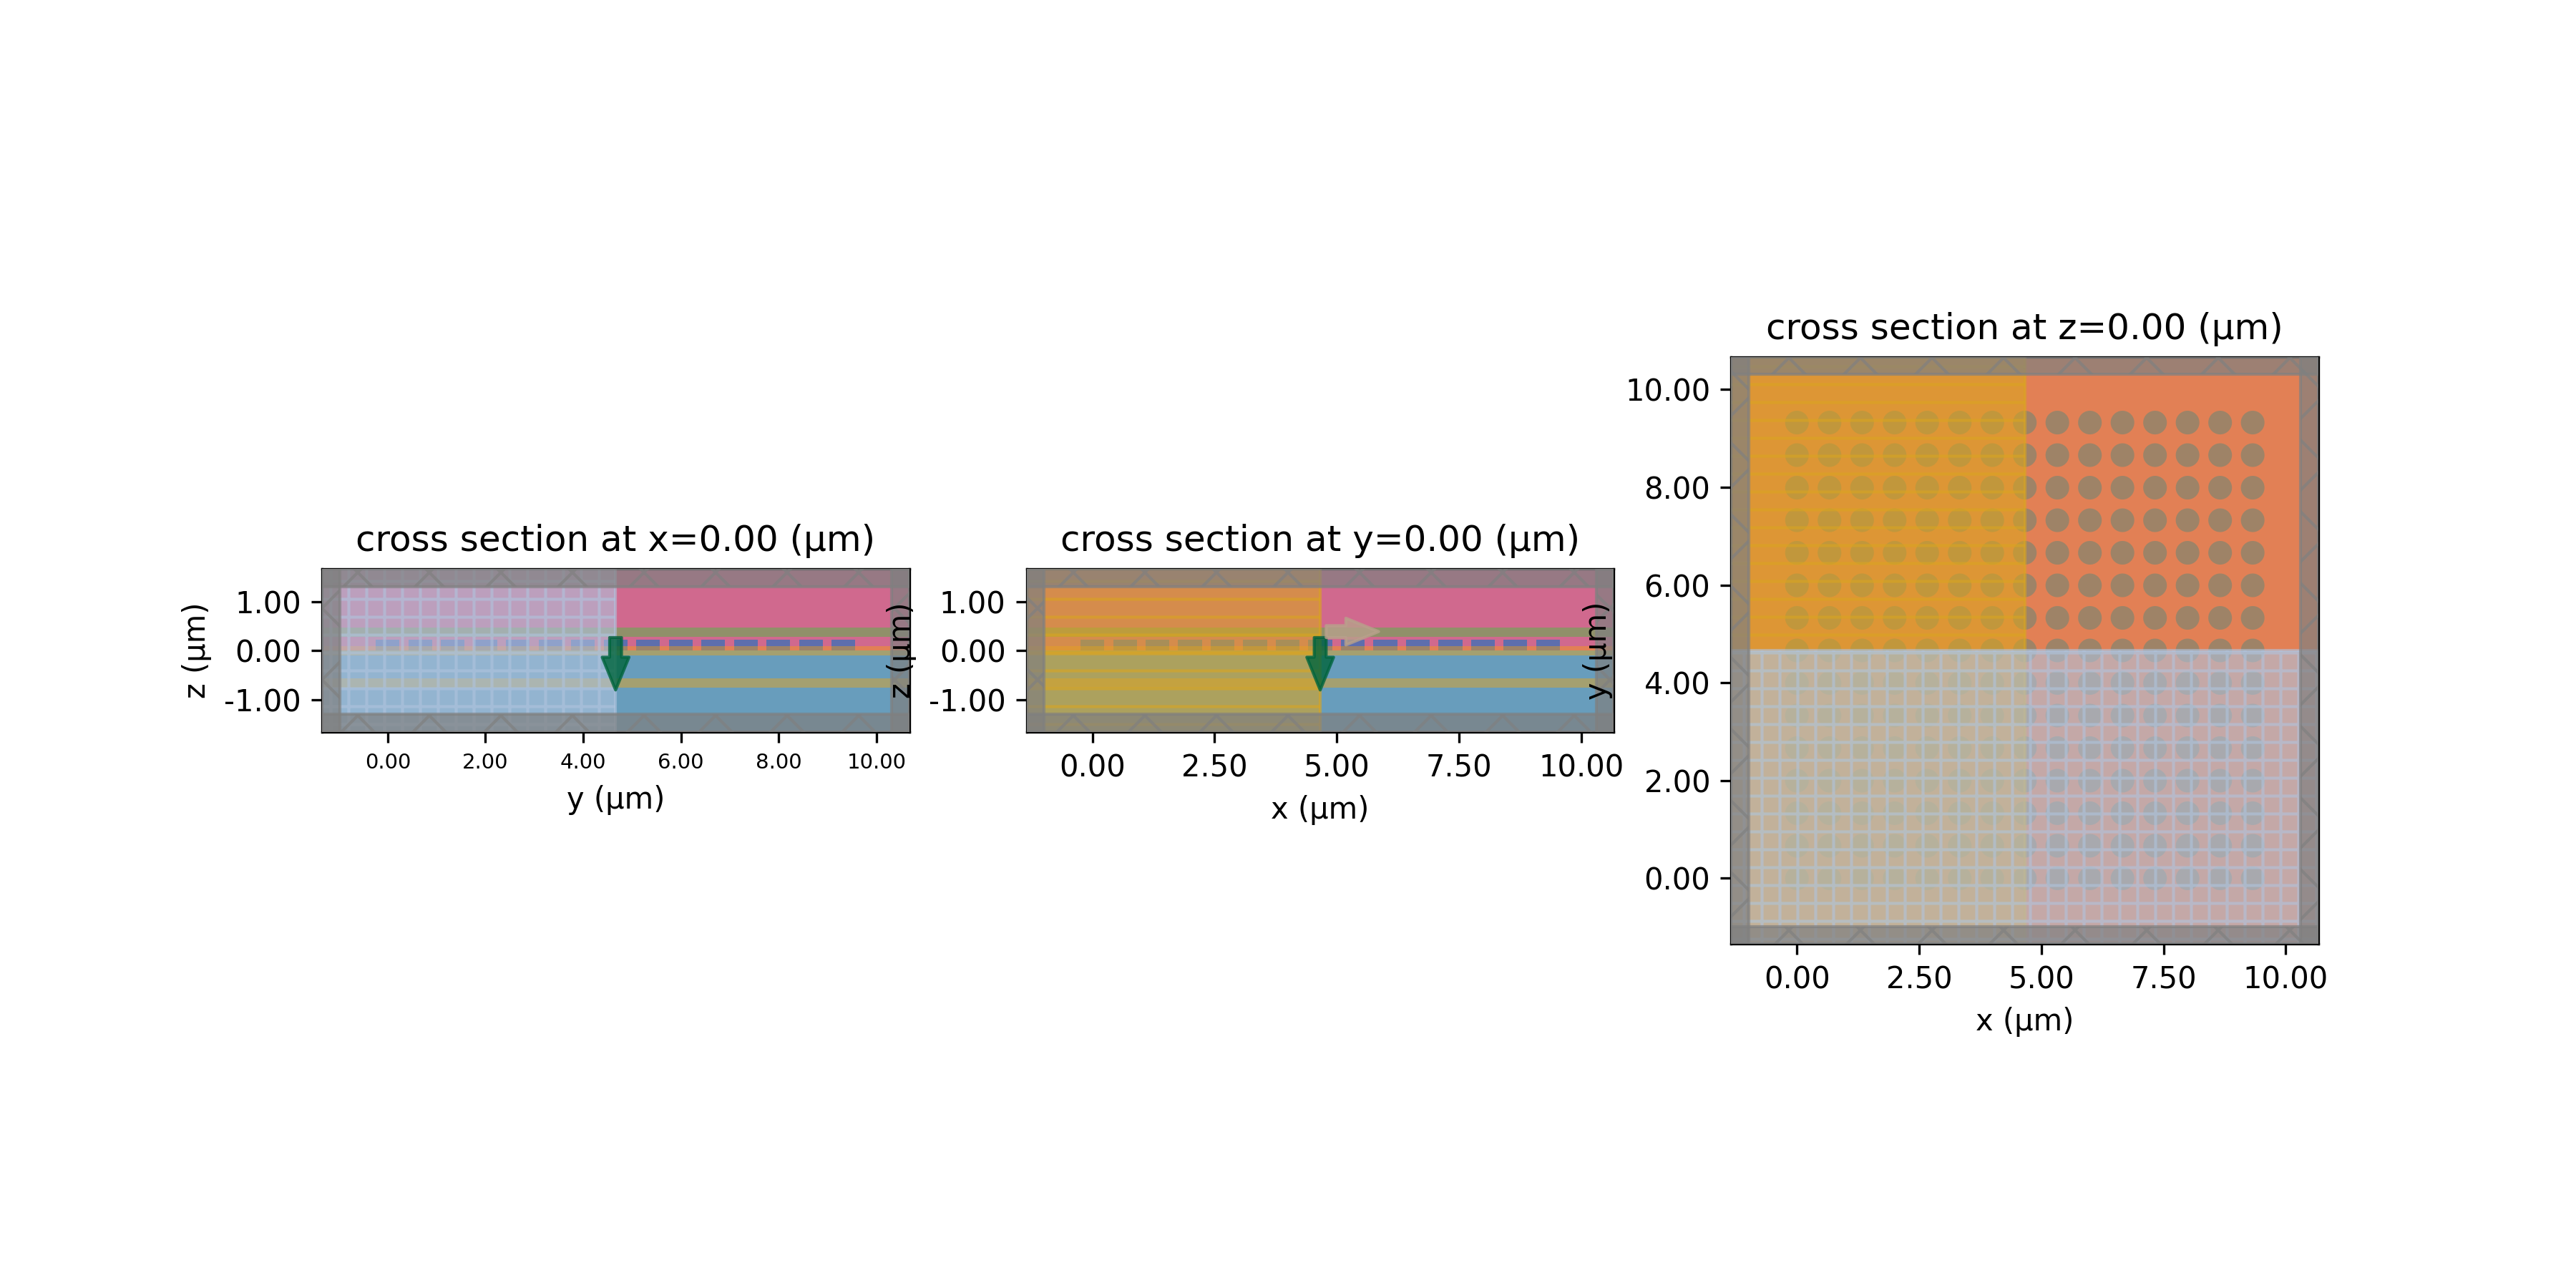 cross section at x=0.00 (μm)
z (μm)
1.00
0.00
-1.00
0.00 2.00 4.00 6.00 8.00 10.00
y (μm)
cross section at y=0.00 (μm)
z (μm)
1.00
0.00
-1.00
0.00 2.50 5.00 7.50 10.00
x (μm)
cross section at z=0.00 (μm)
y (μm)
10.00
8.00
6.00
4.00
2.00
0.00
0.00 2.50 5.00 7.50 10.00
x (μm)